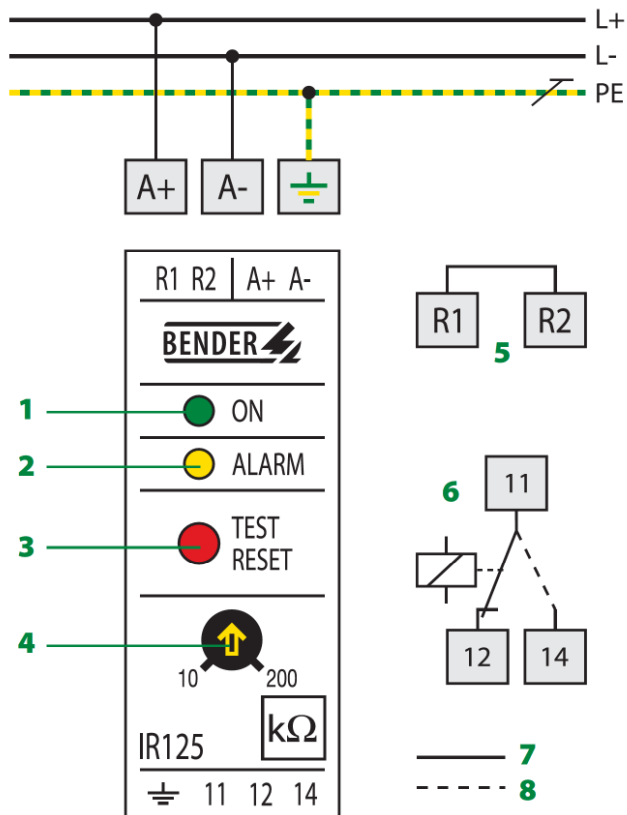 L+
L-
PE
A+ A-
R1 R2 A+ A-
BENDER
R1 R2
5
1 ON
2 ALARM
6 11
3 TEST
RESET
12 14
4
10 200
kΩ
IR125
7
8
11 12 14